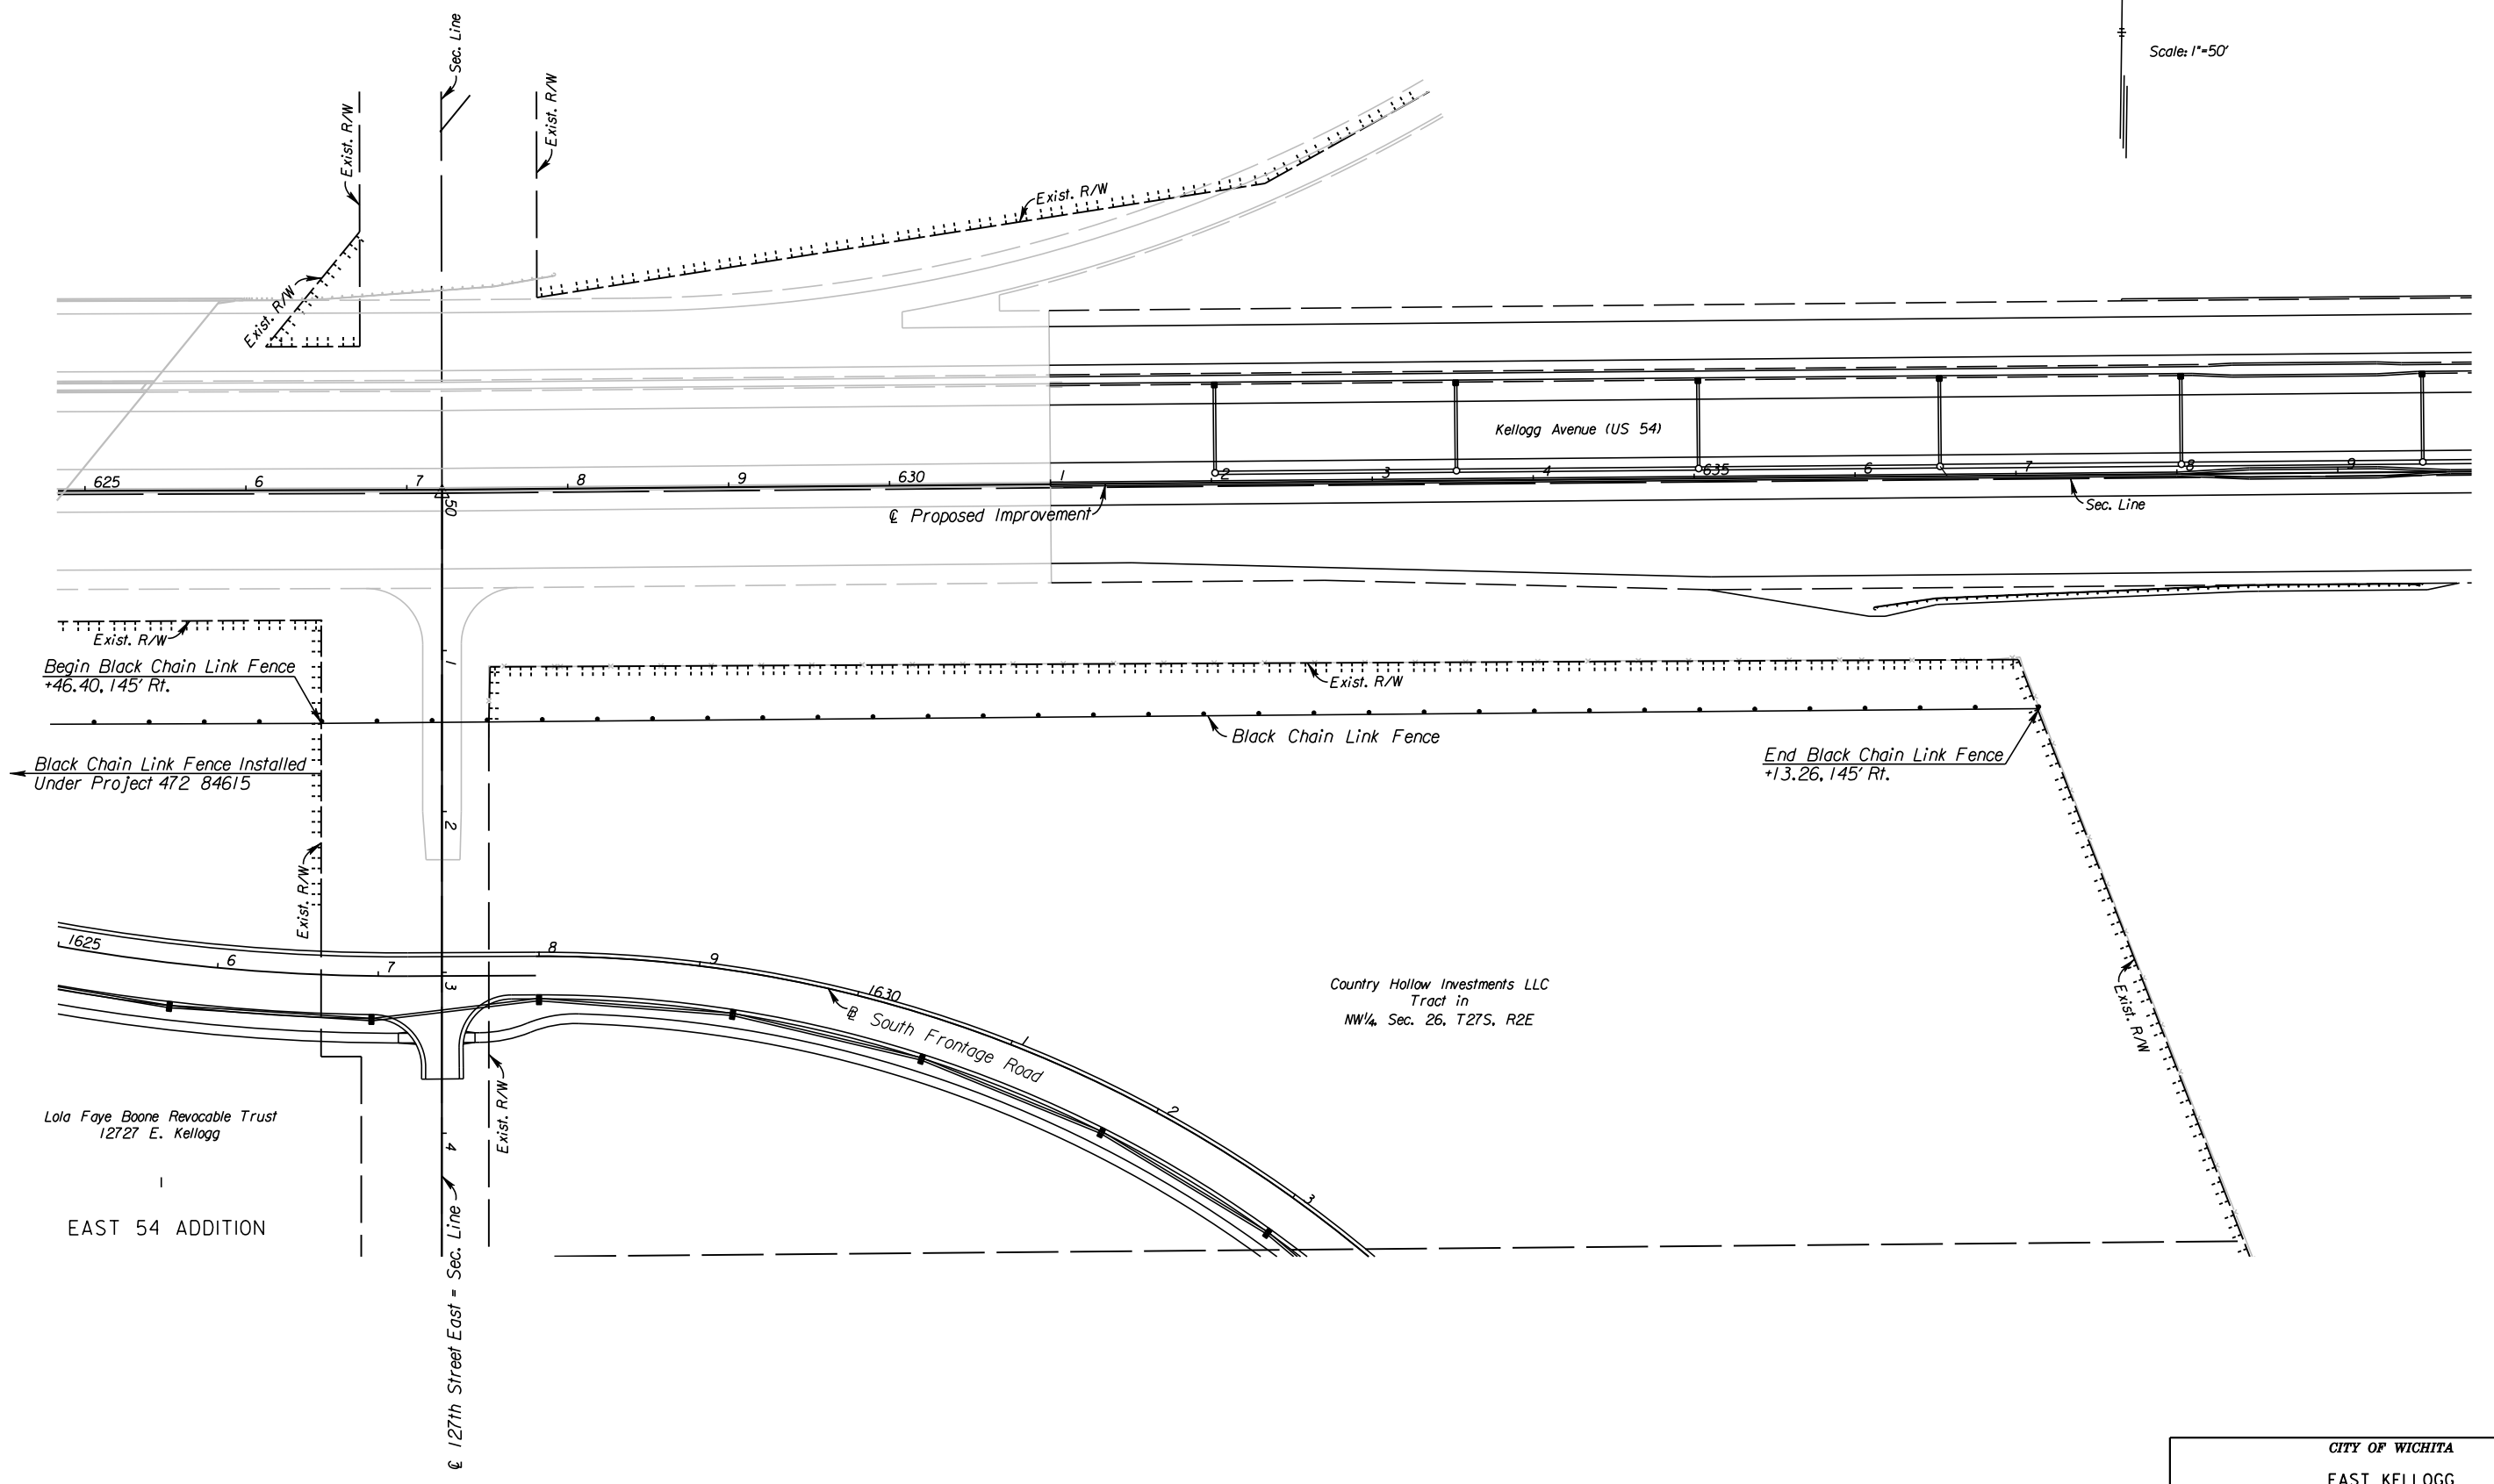 Sec. Line
Scale: 1"=50'
Exist. R/W
Exist. R/W
Exist. R/W
Exist. R/W
Kellogg Avenue (US 54)
625
6
7
8
9
630
1
2
3
4
635
6
7
8
9
50
℄ Proposed Improvement
Sec. Line
Exist. R/W
Begin Black Chain Link Fence
+46.40, 145' Rt.
1
Exist. R/W
Black Chain Link Fence
Black Chain Link Fence Installed
Under Project 472 84615
End Black Chain Link Fence
+13.26, 145' Rt.
2
Exist. R/W
1625
6
7
8
9
1630
1
2
3
3
South Frontage Road
Country Hollow Investments LLC
Tract in
NW¼, Sec. 26, T27S, R2E
Exist. R/W
Exist. R/W
4
Lola Faye Boone Revocable Trust
12727 E. Kellogg
1
EAST 54 ADDITION
℄ 127th Street East = Sec. Line
CITY OF WICHITA
EAST KELLOGG